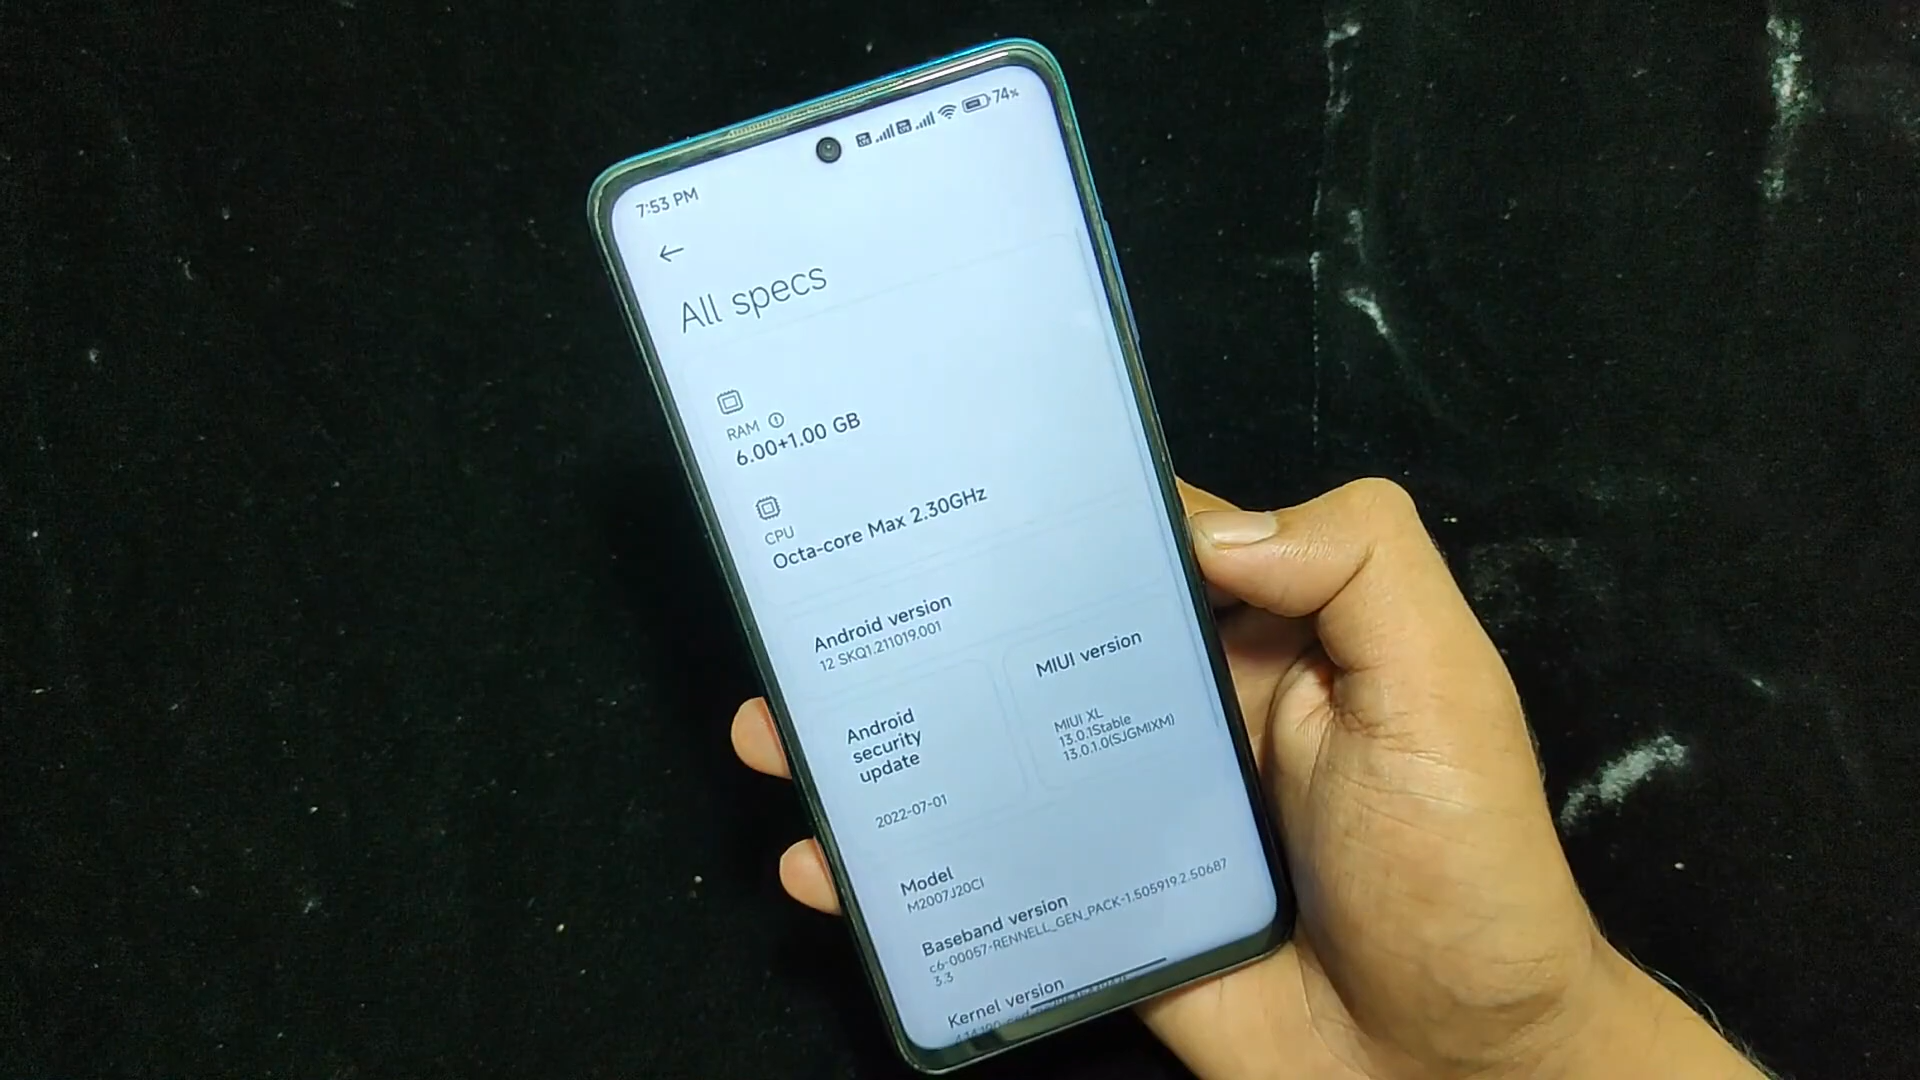 7:53 PM
74%
All specs
RAM
6.00+1.00 GB
CPU
Octa-core Max 2.30GHz
Android version
12 SKQ1.211019.001
Android
security
update
2022-07-01
MIUI version
MIUI XL
13.0.1Stable
13.0.1.0(SJGMIXM)
Model
M2007J20CI
Baseband version
c6-00057-RENNELL_GEN_PACK-1.505919.2.50687
3.3
Kernel version